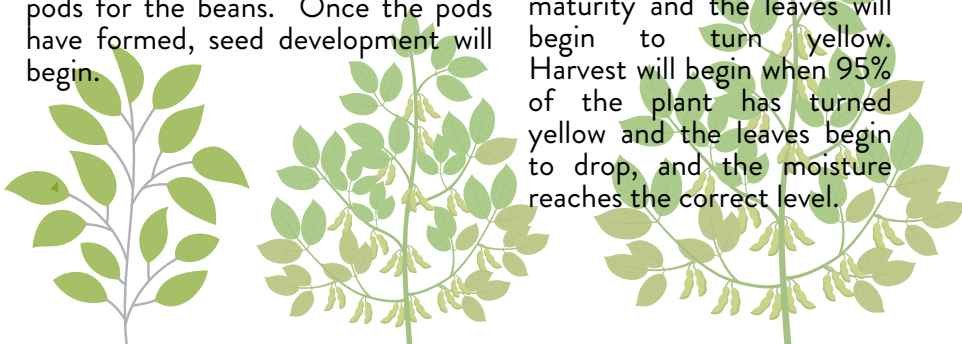 pods for the beans. Once the pods
have formed, seed development will
begin.
maturity and the leaves will
begin to turn yellow.
Harvest will begin when 95%
of the plant has turned
yellow and the leaves begin
to drop, and the moisture
reaches the correct level.